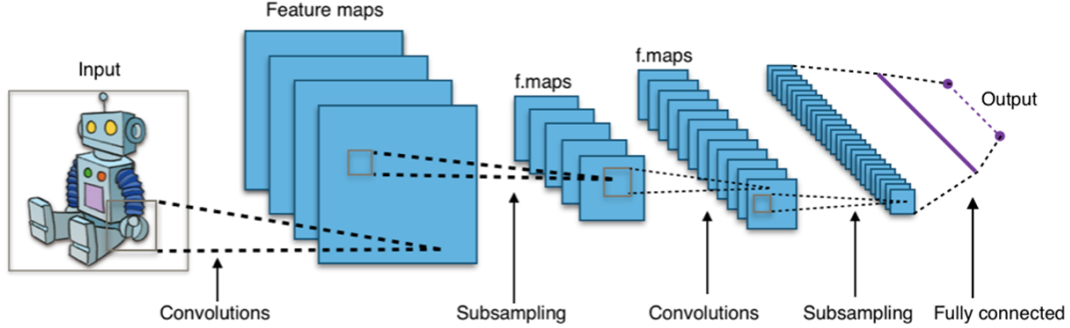 Feature maps
Input
f.maps
f.maps
Output
Convolutions
Subsampling
Convolutions
Subsampling
Fully connected